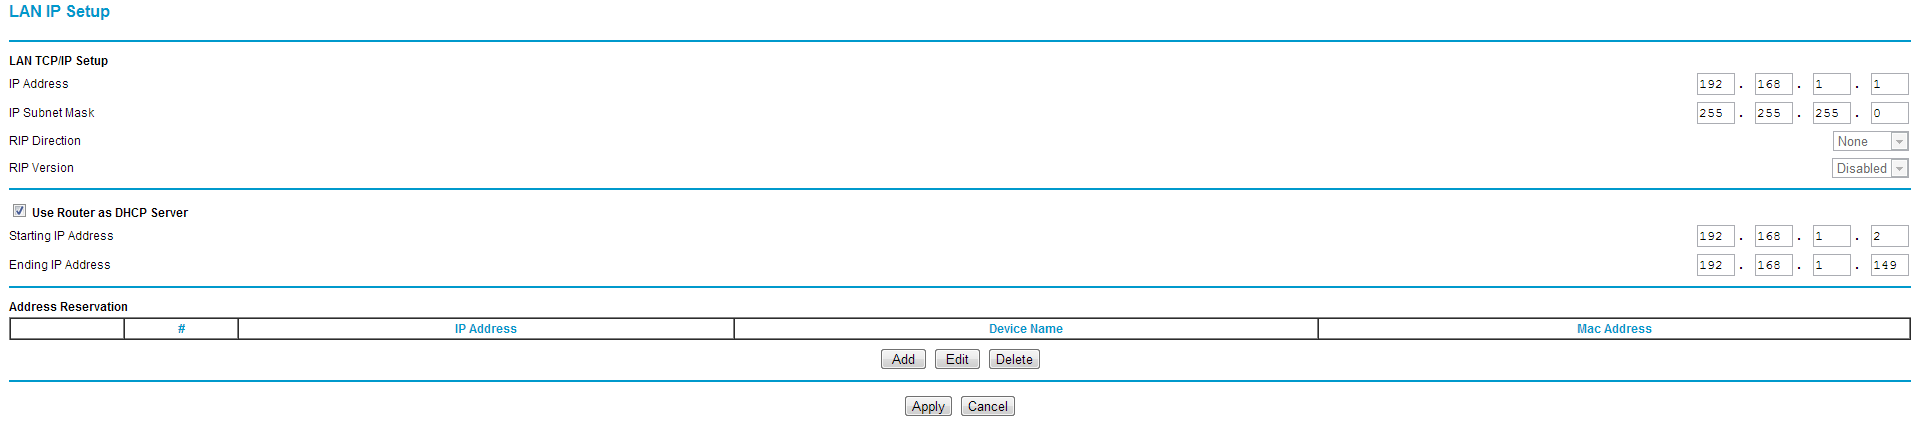 LAN IP Setup
LAN TCP/IP Setup
IP Address 192 . 168 . 1 . 1
IP Subnet Mask 255 . 255 . 255 . 0
RIP Direction None
RIP Version Disabled
Use Router as DHCP Server
Starting IP Address 192 . 168 . 1 . 2
Ending IP Address 192 . 168 . 1 . 149
Address Reservation
# IP Address Device Name Mac Address
Add Edit Delete
Apply Cancel